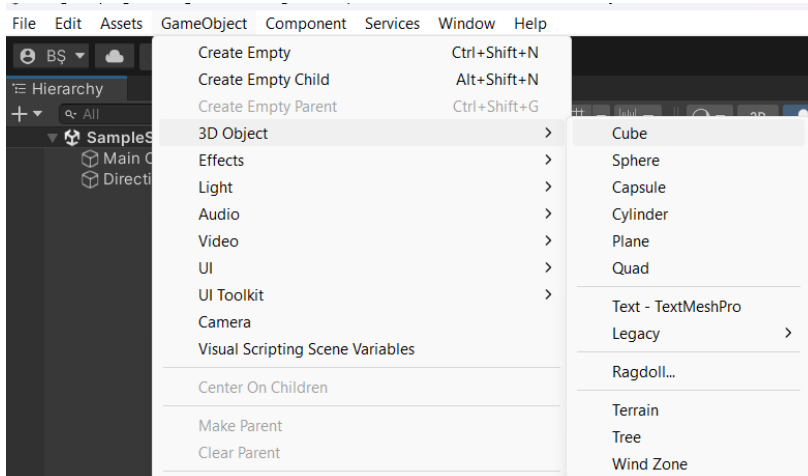 File Edit Assets GameObject Component Services Window Help
BŞ
Hierarchy
All
SampleS
Main C
Directi
Create Empty Ctrl+Shift+N
Create Empty Child Alt+Shift+N
Create Empty Parent Ctrl+Shift+G
3D Object
Effects
Light
Audio
Video
UI
UI Toolkit
Camera
Visual Scripting Scene Variables
Center On Children
Make Parent
Clear Parent
Cube
Sphere
Capsule
Cylinder
Plane
Quad
Text - TextMeshPro
Legacy
Ragdoll...
Terrain
Tree
Wind Zone